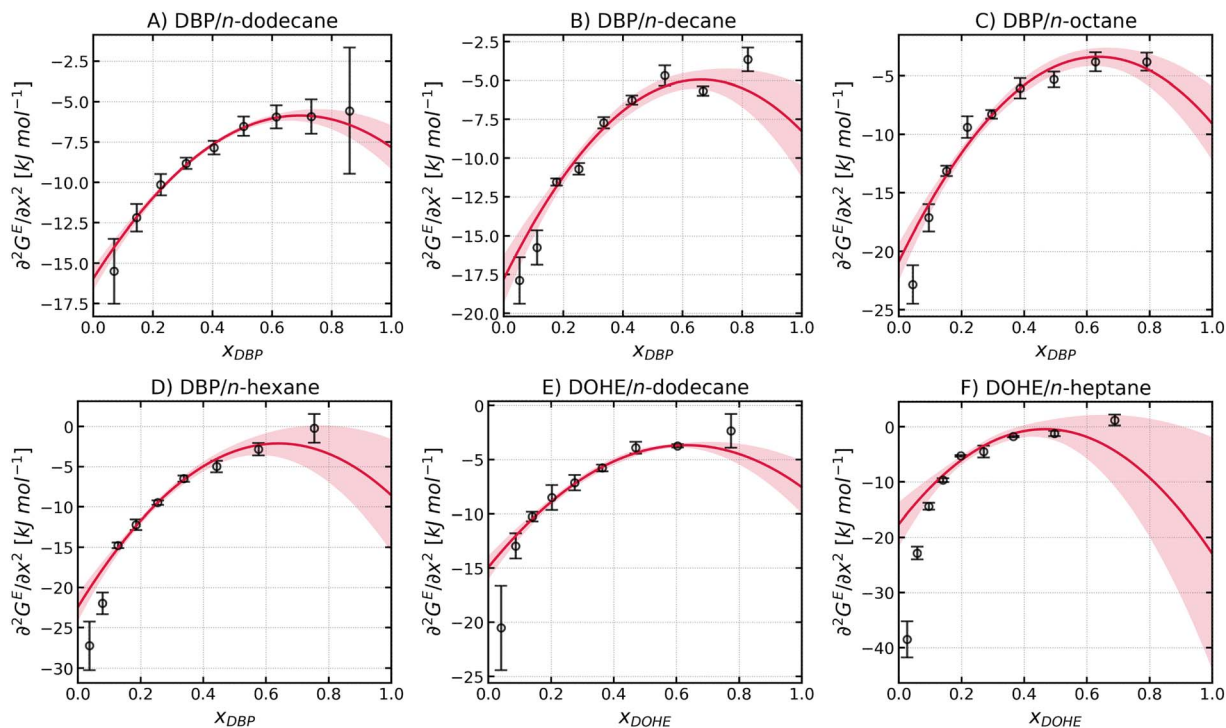 A) DBP/n-dodecane
∂²Gᴱ/∂x² [kJ mol⁻¹]
−2.5
−5.0
−7.5
−10.0
−12.5
−15.0
−17.5
0.0 0.2 0.4 0.6 0.8 1.0
x_DBP
B) DBP/n-decane
∂²Gᴱ/∂x² [kJ mol⁻¹]
−2.5
−5.0
−7.5
−10.0
−12.5
−15.0
−17.5
−20.0
0.0 0.2 0.4 0.6 0.8 1.0
x_DBP
C) DBP/n-octane
∂²Gᴱ/∂x² [kJ mol⁻¹]
−5
−10
−15
−20
−25
0.0 0.2 0.4 0.6 0.8 1.0
x_DBP
D) DBP/n-hexane
∂²Gᴱ/∂x² [kJ mol⁻¹]
0
−5
−10
−15
−20
−25
−30
0.0 0.2 0.4 0.6 0.8 1.0
x_DBP
E) DOHE/n-dodecane
∂²Gᴱ/∂x² [kJ mol⁻¹]
0
−5
−10
−15
−20
−25
0.0 0.2 0.4 0.6 0.8 1.0
x_DOHE
F) DOHE/n-heptane
∂²Gᴱ/∂x² [kJ mol⁻¹]
0
−10
−20
−30
−40
0.0 0.2 0.4 0.6 0.8 1.0
x_DOHE